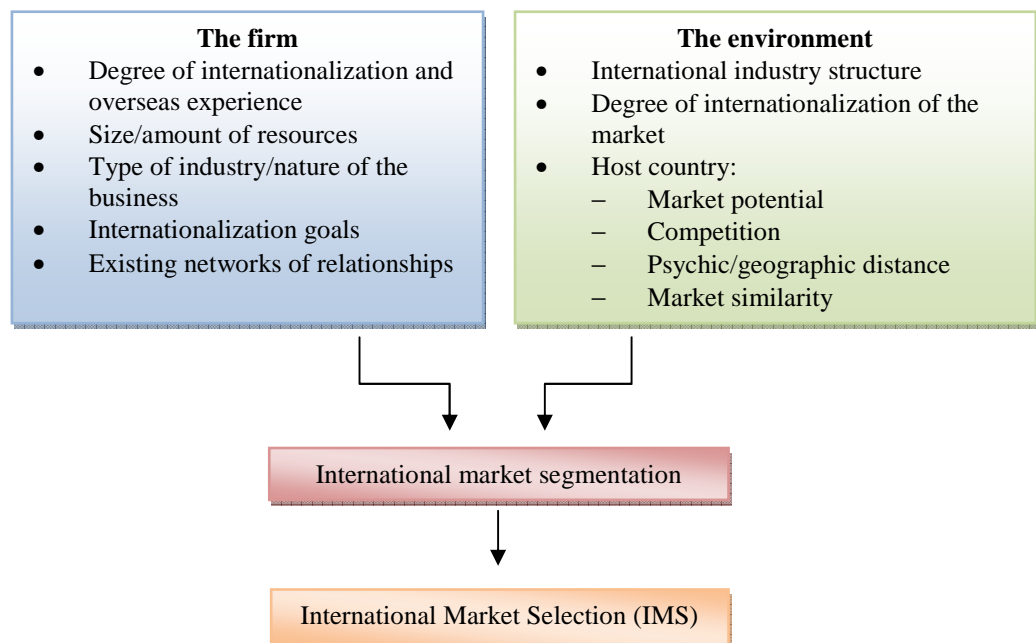 The firm
• Degree of internationalization and
overseas experience
• Size/amount of resources
• Type of industry/nature of the
business
• Internationalization goals
• Existing networks of relationships
The environment
• International industry structure
• Degree of internationalization of the
market
• Host country:
– Market potential
– Competition
– Psychic/geographic distance
– Market similarity
International market segmentation
International Market Selection (IMS)